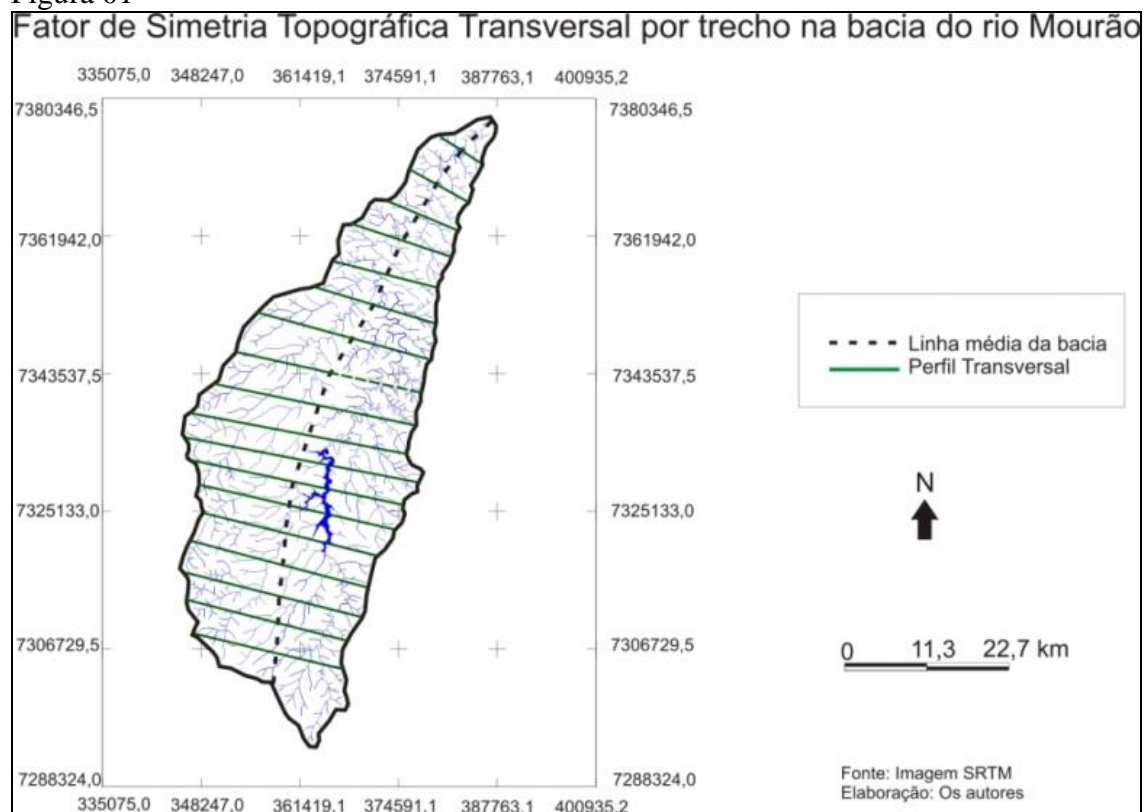 Figura 01
Fator de Simetria Topográfica Transversal por trecho na bacia do rio Mourão
335075,0 348247,0 361419,1 374591,1 387763,1 400935,2
7380346,5 7380346,5
7361942,0 7361942,0
Linha média da bacia
Perfil Transversal
7343537,5 7343537,5
N
7325133,0 7325133,0
7306729,5 7306729,5
0 11,3 22,7 km
Fonte: Imagem SRTM
Elaboração: Os autores
7288324,0 7288324,0
335075,0 348247,0 361419,1 374591,1 387763,1 400935,2